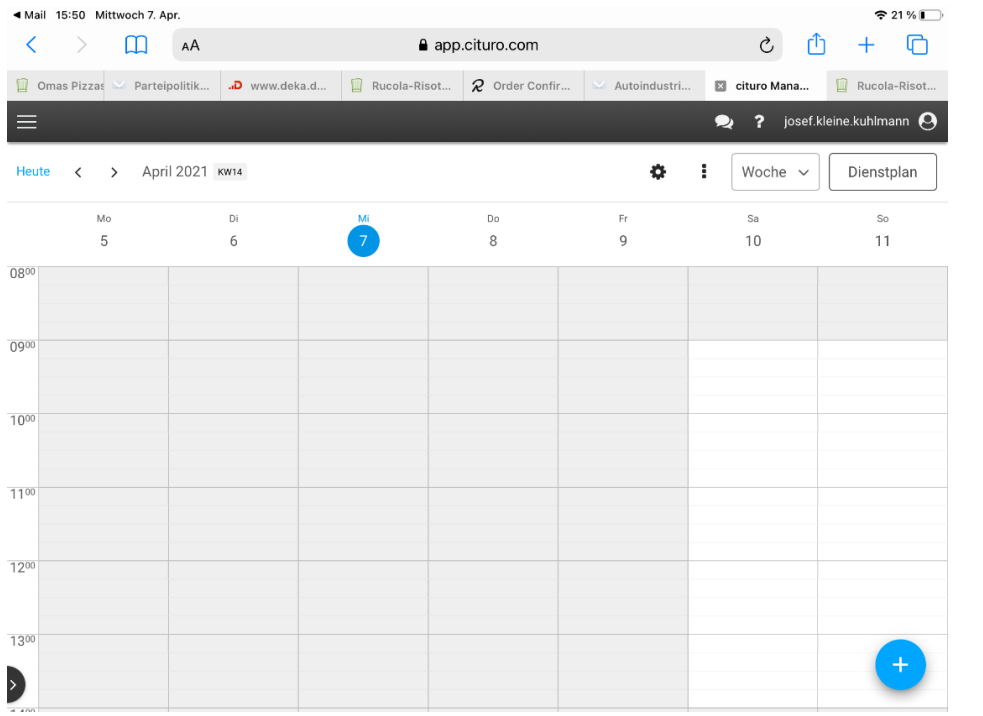 Mail 15:50 Mittwoch 7. Apr. 21 %
AA app.cituro.com
Omas Pizzas Parteipolitik... www.deka.d... Rucola-Risot... Order Confir... Autoindustri... cituro Mana... Rucola-Risot...
? josef.kleine.kuhlmann
Heute April 2021 KW14 Woche Dienstplan
Mo Di Mi Do Fr Sa So
5 6 7 8 9 10 11
08⁰⁰
09⁰⁰
10⁰⁰
11⁰⁰
12⁰⁰
13⁰⁰
14⁰⁰